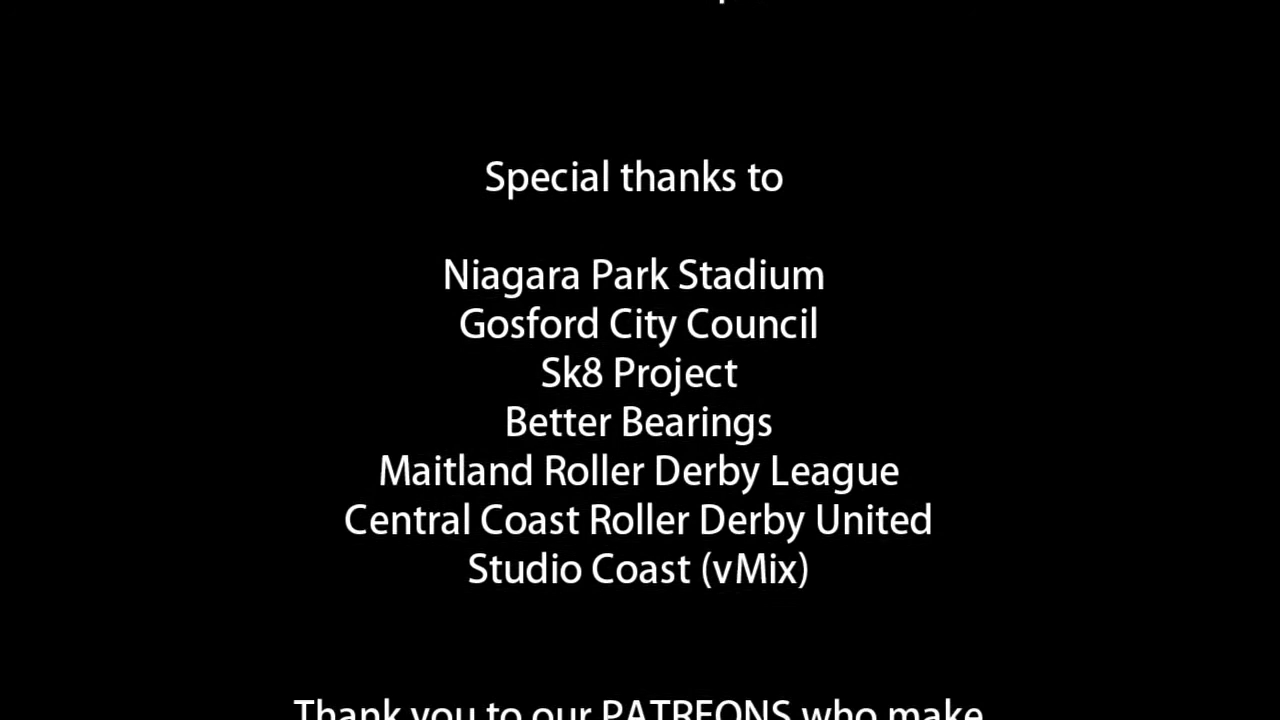 Special thanks to
Niagara Park Stadium
Gosford City Council
Sk8 Project
Better Bearings
Maitland Roller Derby League
Central Coast Roller Derby United
Studio Coast (vMix)
Thank you to our PATREONS who make